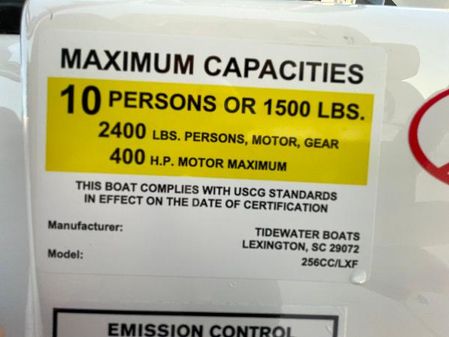 MAXIMUM CAPACITIES
10 PERSONS OR 1500 LBS.
2400 LBS. PERSONS, MOTOR, GEAR
400 H.P. MOTOR MAXIMUM
THIS BOAT COMPLIES WITH USCG STANDARDS
IN EFFECT ON THE DATE OF CERTIFICATION
Manufacturer: TIDEWATER BOATS
LEXINGTON, SC 29072
Model: 256CC/LXF
EMISSION CONTROL